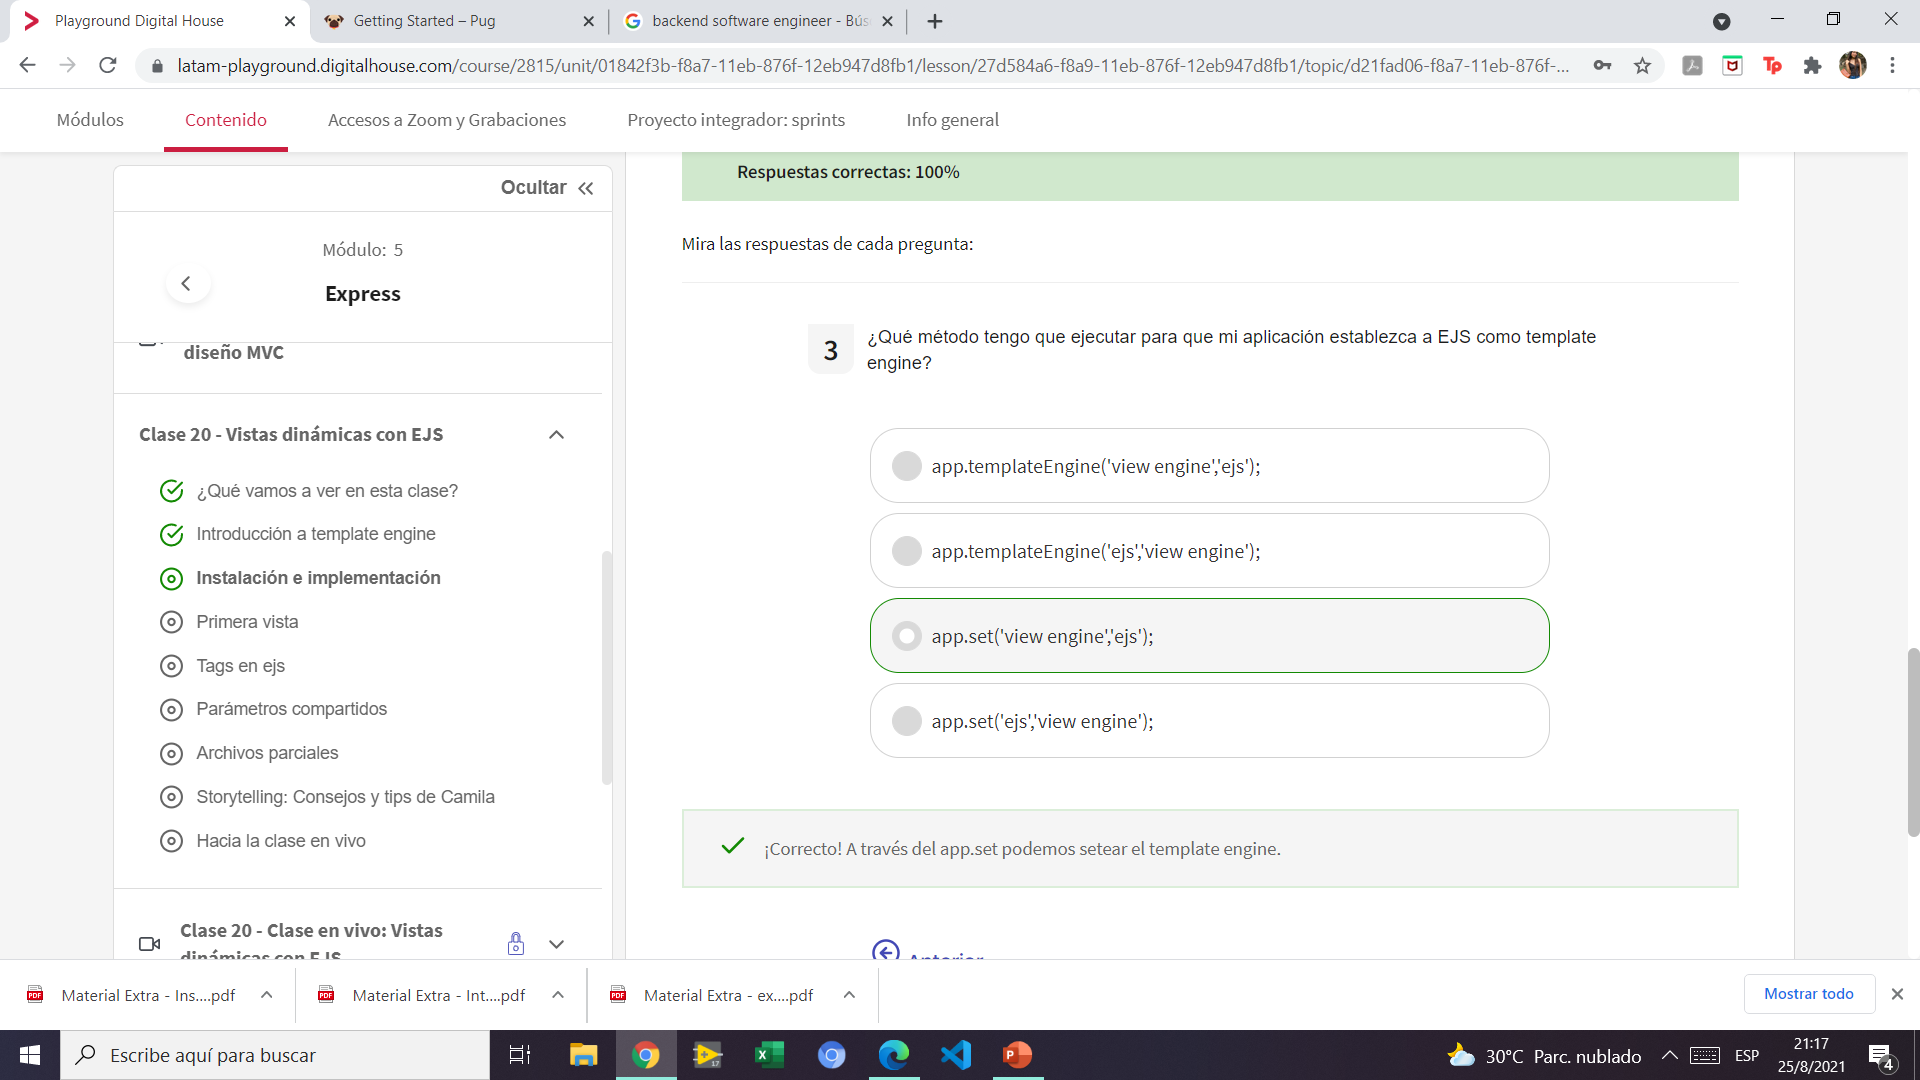 Playground Digital House
Getting Started – Pug
backend software engineer - Bús
latam-playground.digitalhouse.com/course/2815/unit/01842f3b-f8a7-11eb-876f-12eb947d8fb1/lesson/27d584a6-f8a9-11eb-876f-12eb947d8fb1/topic/d21fad06-f8a7-11eb-876f-...
Módulos
Contenido
Accesos a Zoom y Grabaciones
Proyecto integrador: sprints
Info general
Ocultar
Módulo: 5
Express
diseño MVC
Clase 20 - Vistas dinámicas con EJS
¿Qué vamos a ver en esta clase?
Introducción a template engine
Instalación e implementación
Primera vista
Tags en ejs
Parámetros compartidos
Archivos parciales
Storytelling: Consejos y tips de Camila
Hacia la clase en vivo
Clase 20 - Clase en vivo: Vistas
dinámicas con EJS
Respuestas correctas: 100%
Mira las respuestas de cada pregunta:
3
¿Qué método tengo que ejecutar para que mi aplicación establezca a EJS como template
engine?
app.templateEngine('view engine','ejs');
app.templateEngine('ejs','view engine');
app.set('view engine','ejs');
app.set('ejs','view engine');
¡Correcto! A través del app.set podemos setear el template engine.
Anterior
Material Extra - Ins....pdf
Material Extra - Int....pdf
Material Extra - ex....pdf
Mostrar todo
Escribe aquí para buscar
30°C Parc. nublado
ESP
21:17
25/8/2021
4